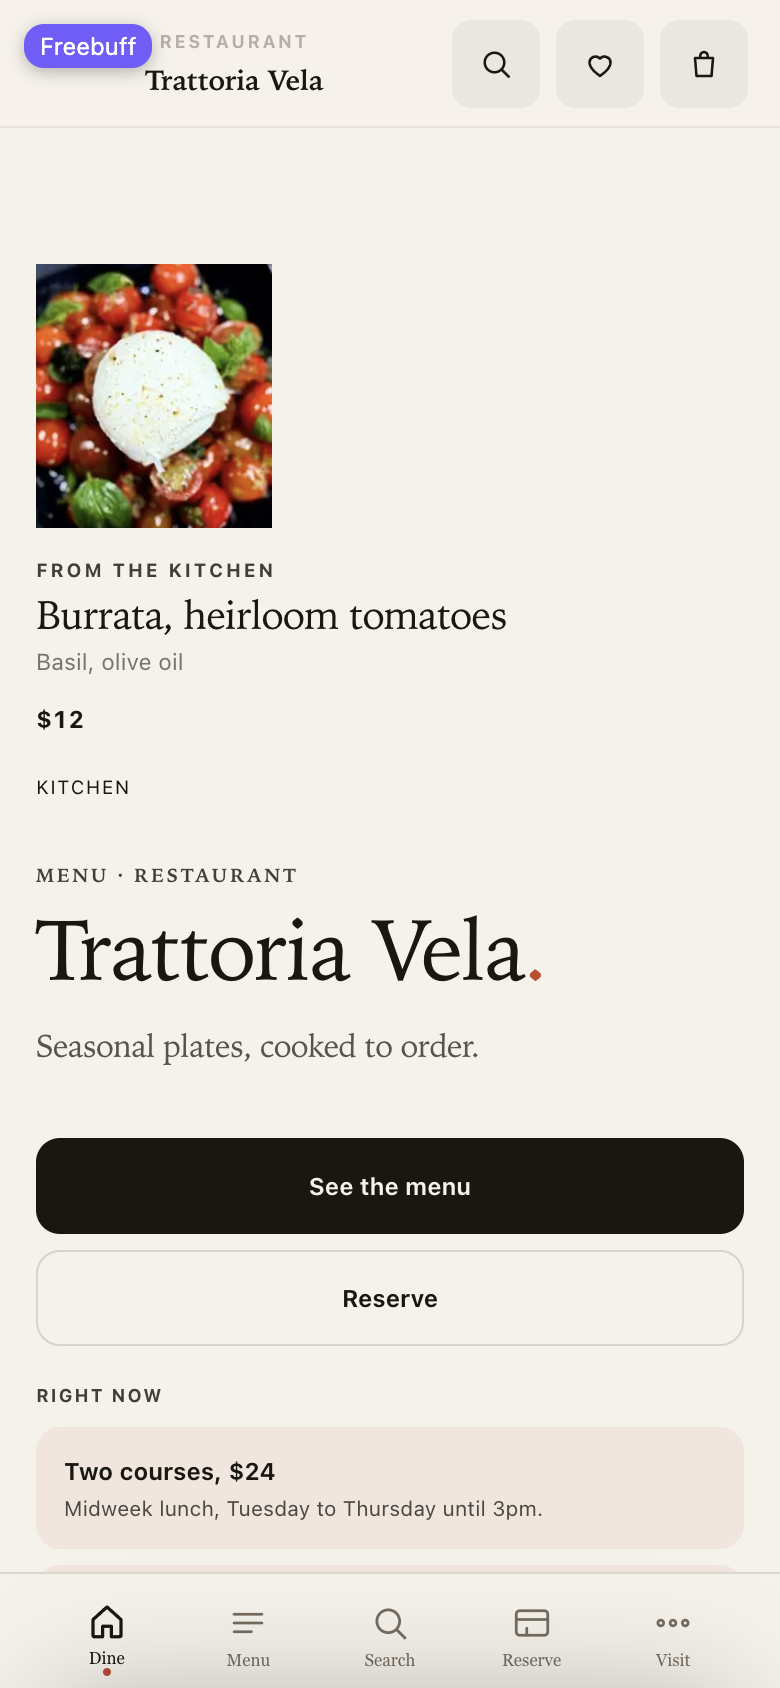 Freebuff
RESTAURANT
Trattoria Vela
FROM THE KITCHEN
Burrata, heirloom tomatoes
Basil, olive oil
$12
KITCHEN
MENU · RESTAURANT
Trattoria Vela.
Seasonal plates, cooked to order.
See the menu
Reserve
RIGHT NOW
Two courses, $24
Midweek lunch, Tuesday to Thursday until 3pm.
Dine
Menu
Search
Reserve
Visit